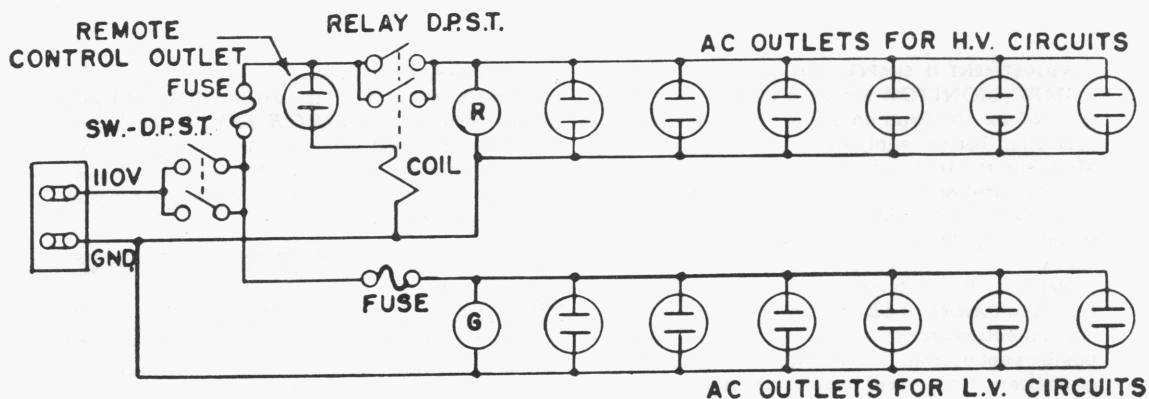 REMOTE
CONTROL OUTLET
RELAY D.P.S.T.
AC OUTLETS FOR H.V. CIRCUITS
FUSE
SW.-D.P.S.T.
R
COIL
110V
GND
FUSE
G
AC OUTLETS FOR L.V. CIRCUITS